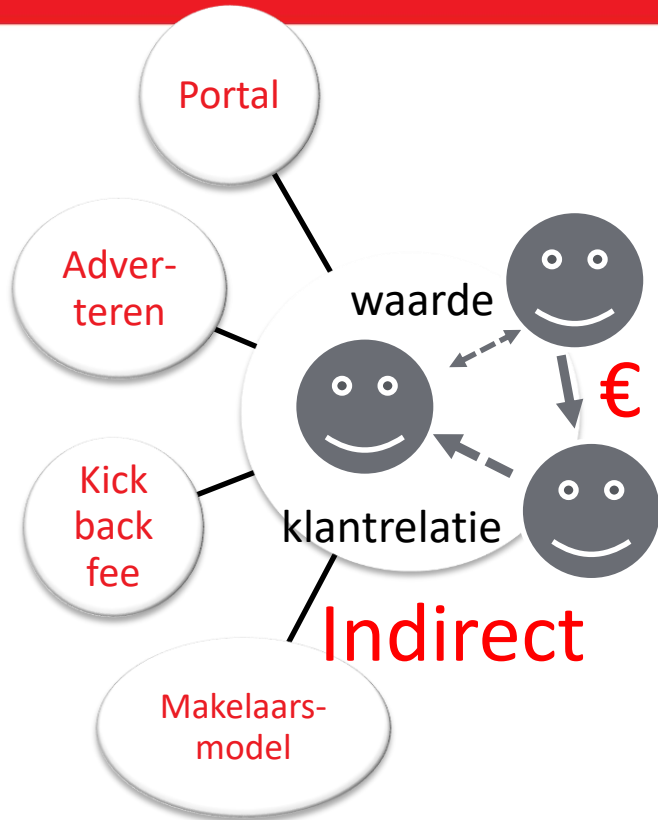 Portal
Adver-
teren
waarde
€
Kick
back
fee
klantrelatie
Indirect
Makelaars-
model